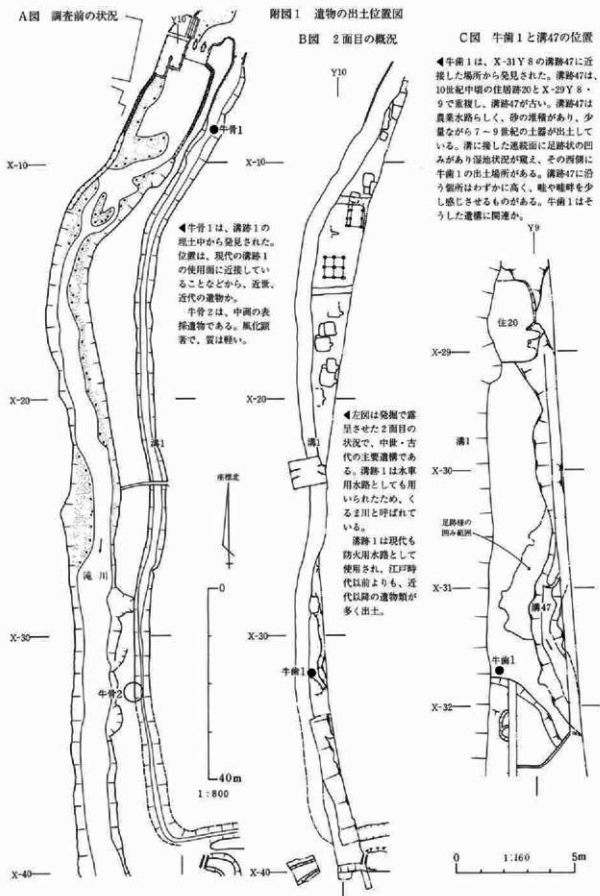 附図1 遺物の出土位置図
A図 調査前の状況
Y10
牛骨1
X-10
X-10
◀牛骨1は、溝跡1の
埋土中から発見された。
位置は、現代の溝跡1
の使用面に近接してい
ることなどから、近世、
近代の遺物か。
牛骨2は、中洲の表
採遺物である。風化顕
著で、質は軽い。
X-20
溝1
座標北
滝川
0
X-30
牛骨2
40m
1:800
X-40
B図 2面目の概況
Y10
X-20
◀左図は発掘で露
呈させた2面目の
状況で、中世・古
代の主要遺構であ
る。溝跡1は水車
用水路としても用
いられたため、く
るま川と呼ばれて
いる。
溝跡1は現代も
防火用水路として
使用され、江戸時
代以前よりも、近
代以降の遺物類が
多く出土。
溝1
X-30
牛歯1
X-40
C図 牛歯1と溝47の位置
◀牛歯1は、X-31Y8の溝跡47に近
接した場所から発見された。溝跡47は、
10世紀中頃の住居跡20とX-29Y8・
9で重複し、溝跡47が古い。溝跡47は
農業水路らしく、砂の堆積があり、少
量ながら7～9世紀の土器が出土して
いる。溝に接した連続面に足跡状の凹
みがあり湿地状況が窺え、その西側に
牛歯1の出土場所がある。溝跡47に沿
う個所はわずかに高く、畦や畦畔を少
し感じさせるものがある。牛歯1はそ
うした遺構に関連か。
Y9
住20
X-29
溝1
X-30
足跡様の
凹み範囲
X-31
溝47
牛歯1
X-32
0
1:160
5m